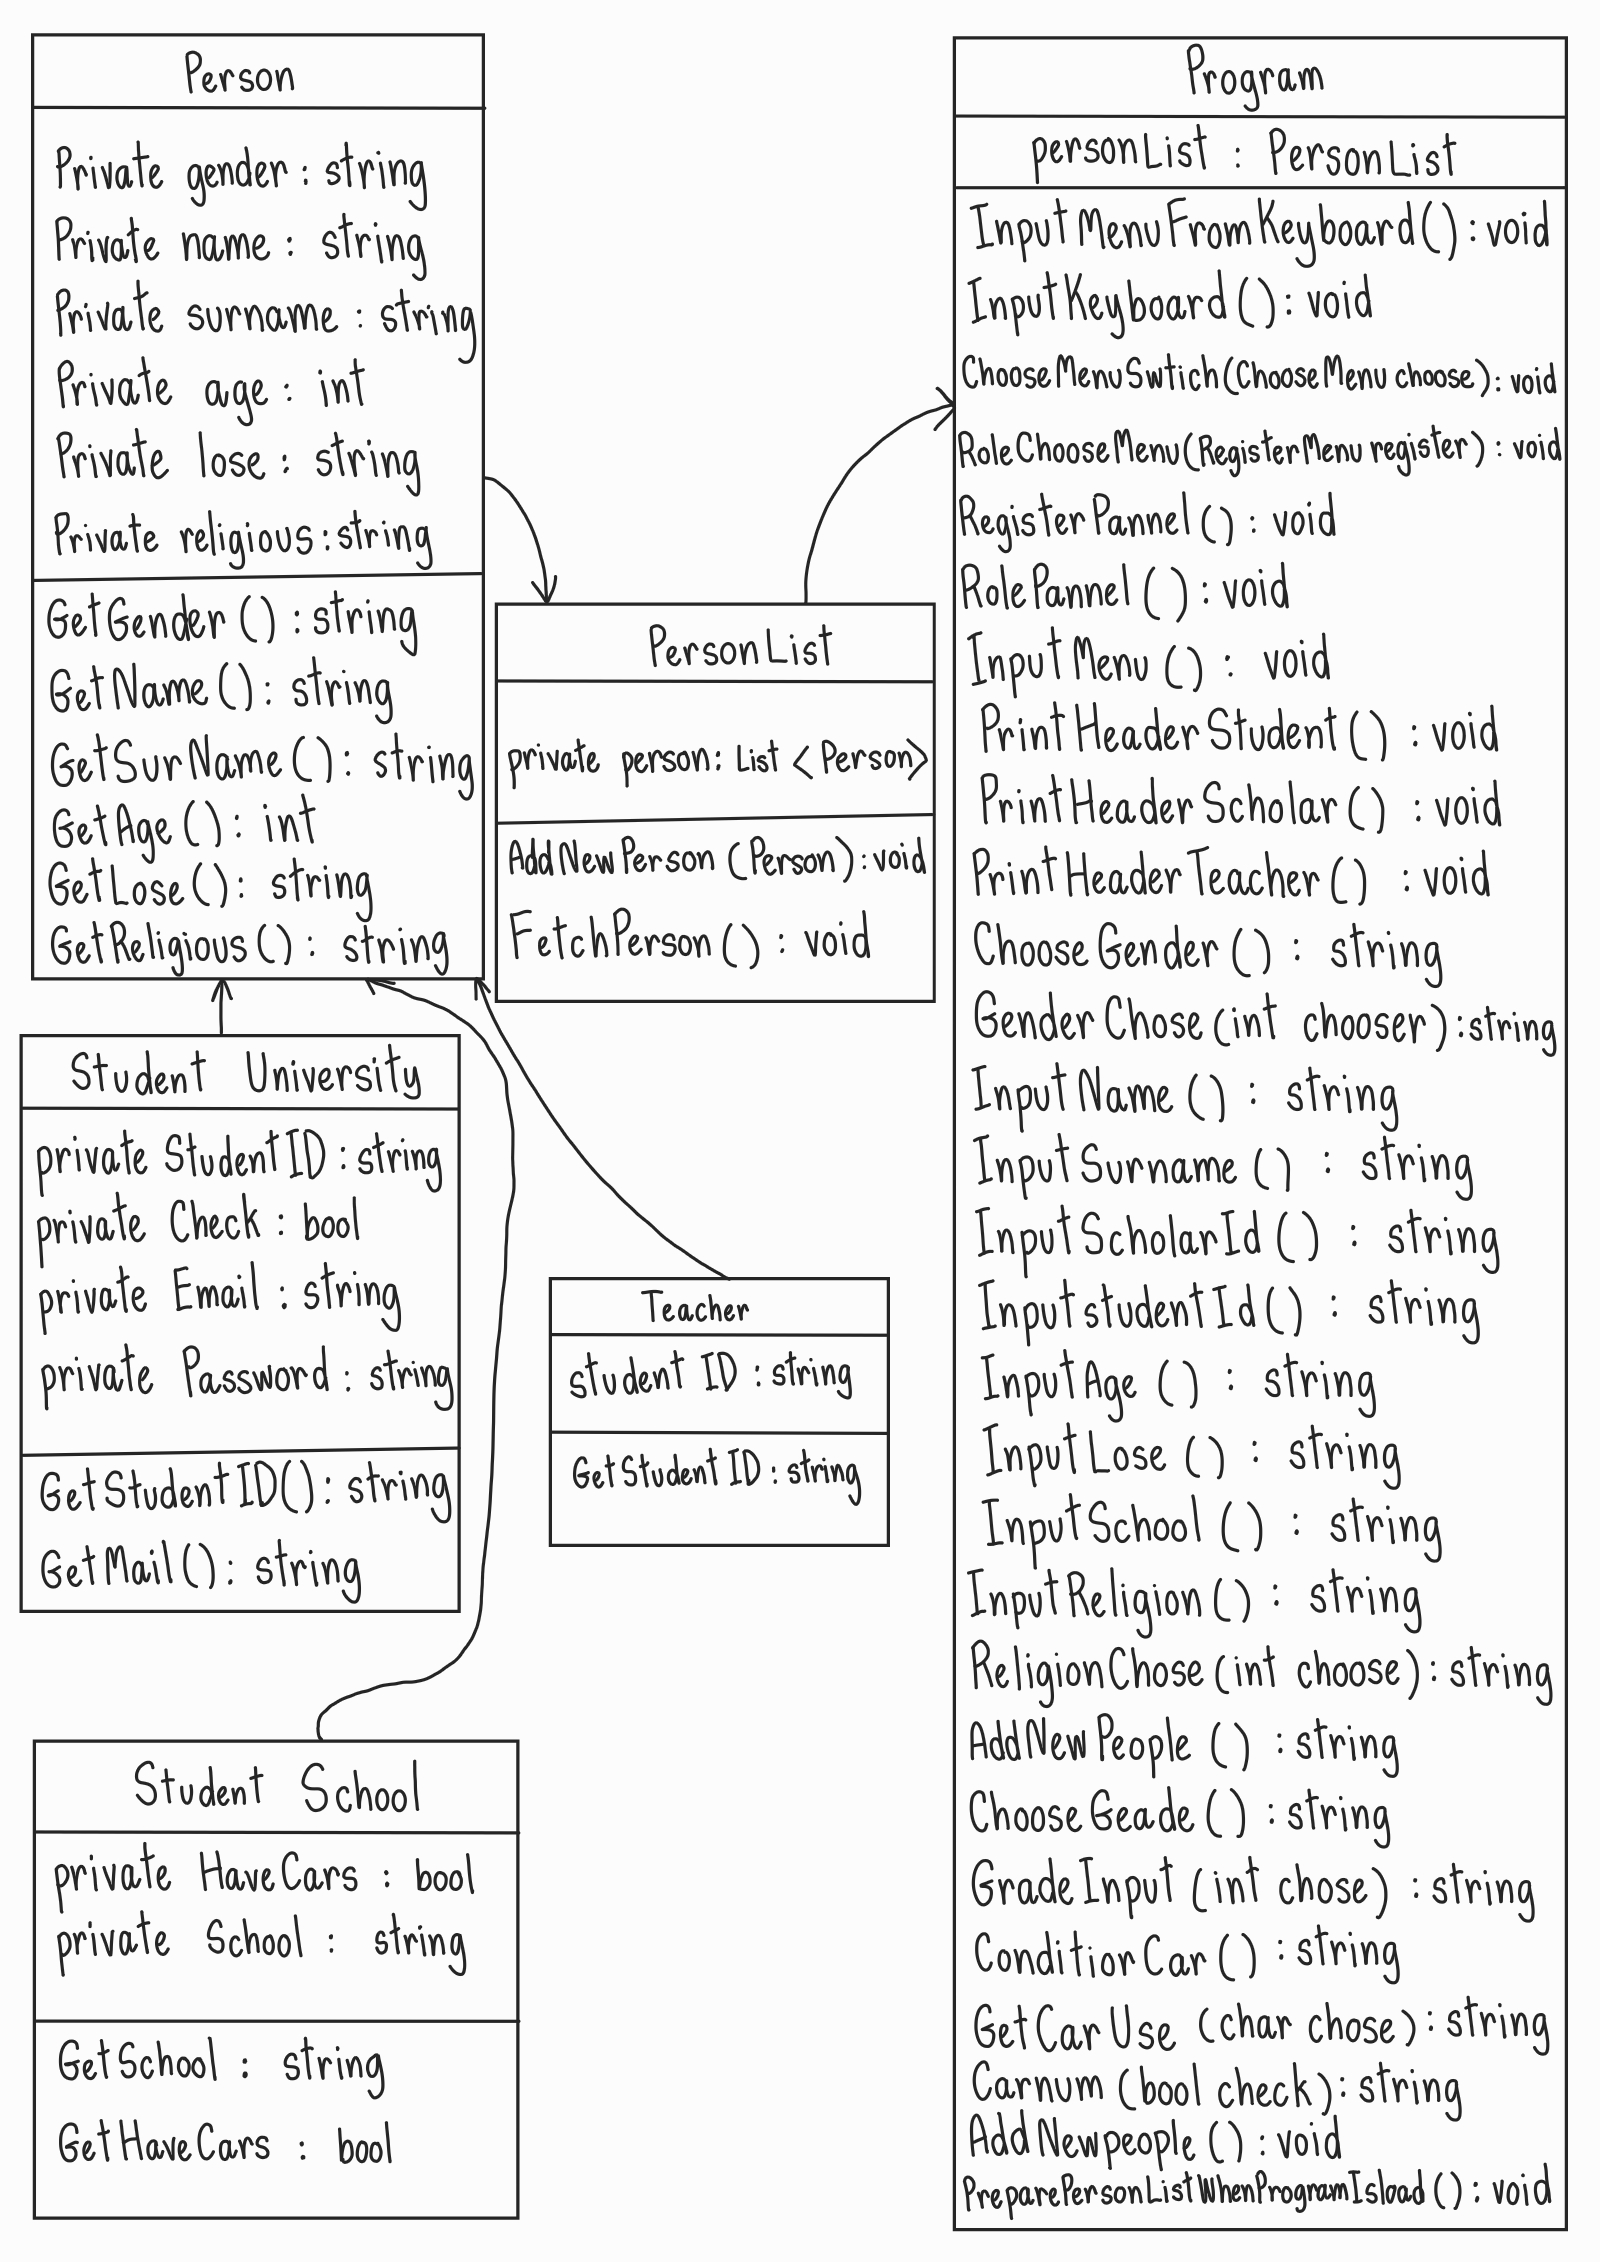 Person
Private gender : string
Private name : string
Private surname : string
Private age : int
Private lose : string
Private religious : string
GetGender () : string
GetName () : string
GetSurName () : string
GetAge () : int
GetLose () : string
GetReligious () : string
PersonList
private person : List <Person>
AddNewPerson (Person) : void
FetchPerson () : void
Student University
private StudentID : string
private Check : bool
private Email : string
private Password : string
GetStudentID() : string
GetMail() : string
Teacher
student ID : string
GetStudentID : string
Student School
private HaveCars : bool
private School : string
GetSchool : string
GetHaveCars : bool
Program
personList : PersonList
InputMenuFromKeyboard() : void
InputKeyboard () : void
ChooseMenuSwtich(ChooseMenu choose) : void
RoleChooseMenu(RegisterMenu register) : void
RegisterPannel () : void
RolePannel () : void
InputMenu () : void
PrintHeaderStudent () : void
PrintHeaderScholar () : void
PrintHeaderTeacher () : void
ChooseGender () : string
GenderChose (int chooser) : string
InputName () : string
InputSurname () : string
InputScholarId () : string
InputstudentId () : string
InputAge () : string
InputLose () : string
InputSchool () : string
InputReligion () : string
ReligionChose (int choose) : string
AddNewPeople () : string
ChooseGeade () : string
GradeInput (int chose) : string
ConditiorCar () : string
GetCarUse (char chose) : string
Carnum (bool check) : string
AddNewpeople () : void
PreparePersonListWhenProgramIsload () : void